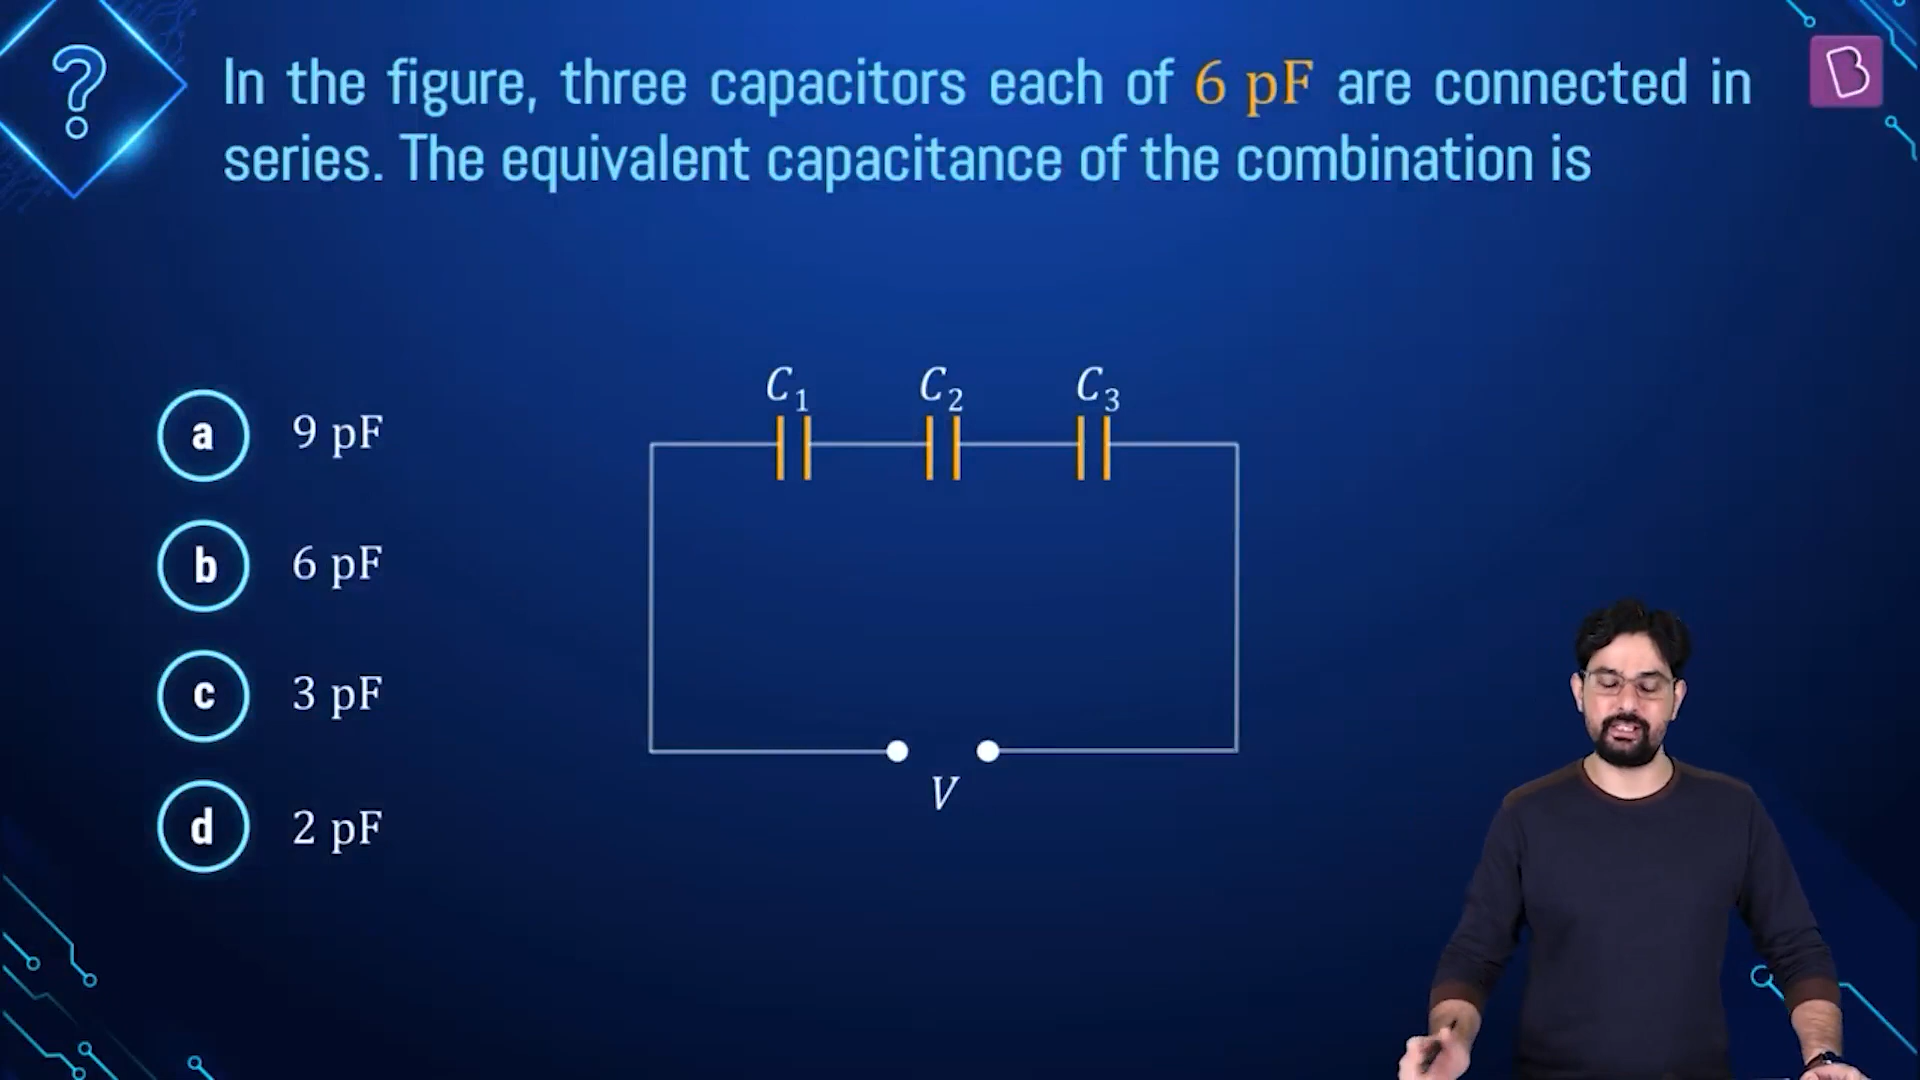 ?
In the figure, three capacitors each of 6 pF are connected in
series. The equivalent capacitance of the combination is
B
C₁ C₂ C₃
a 9 pF
b 6 pF
c 3 pF
d 2 pF
V